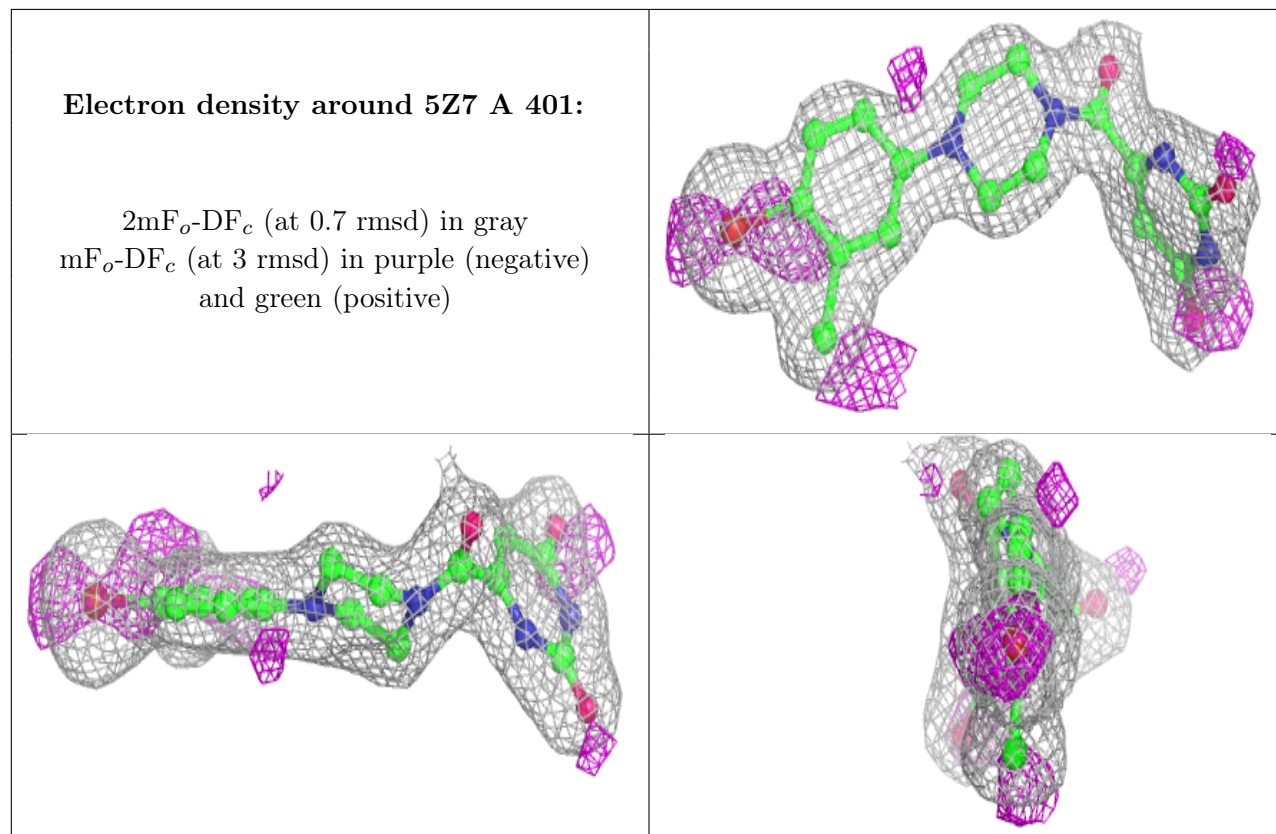 Electron density around 5Z7 A 401:
2mFo-DFc (at 0.7 rmsd) in gray
mFo-DFc (at 3 rmsd) in purple (negative)
and green (positive)